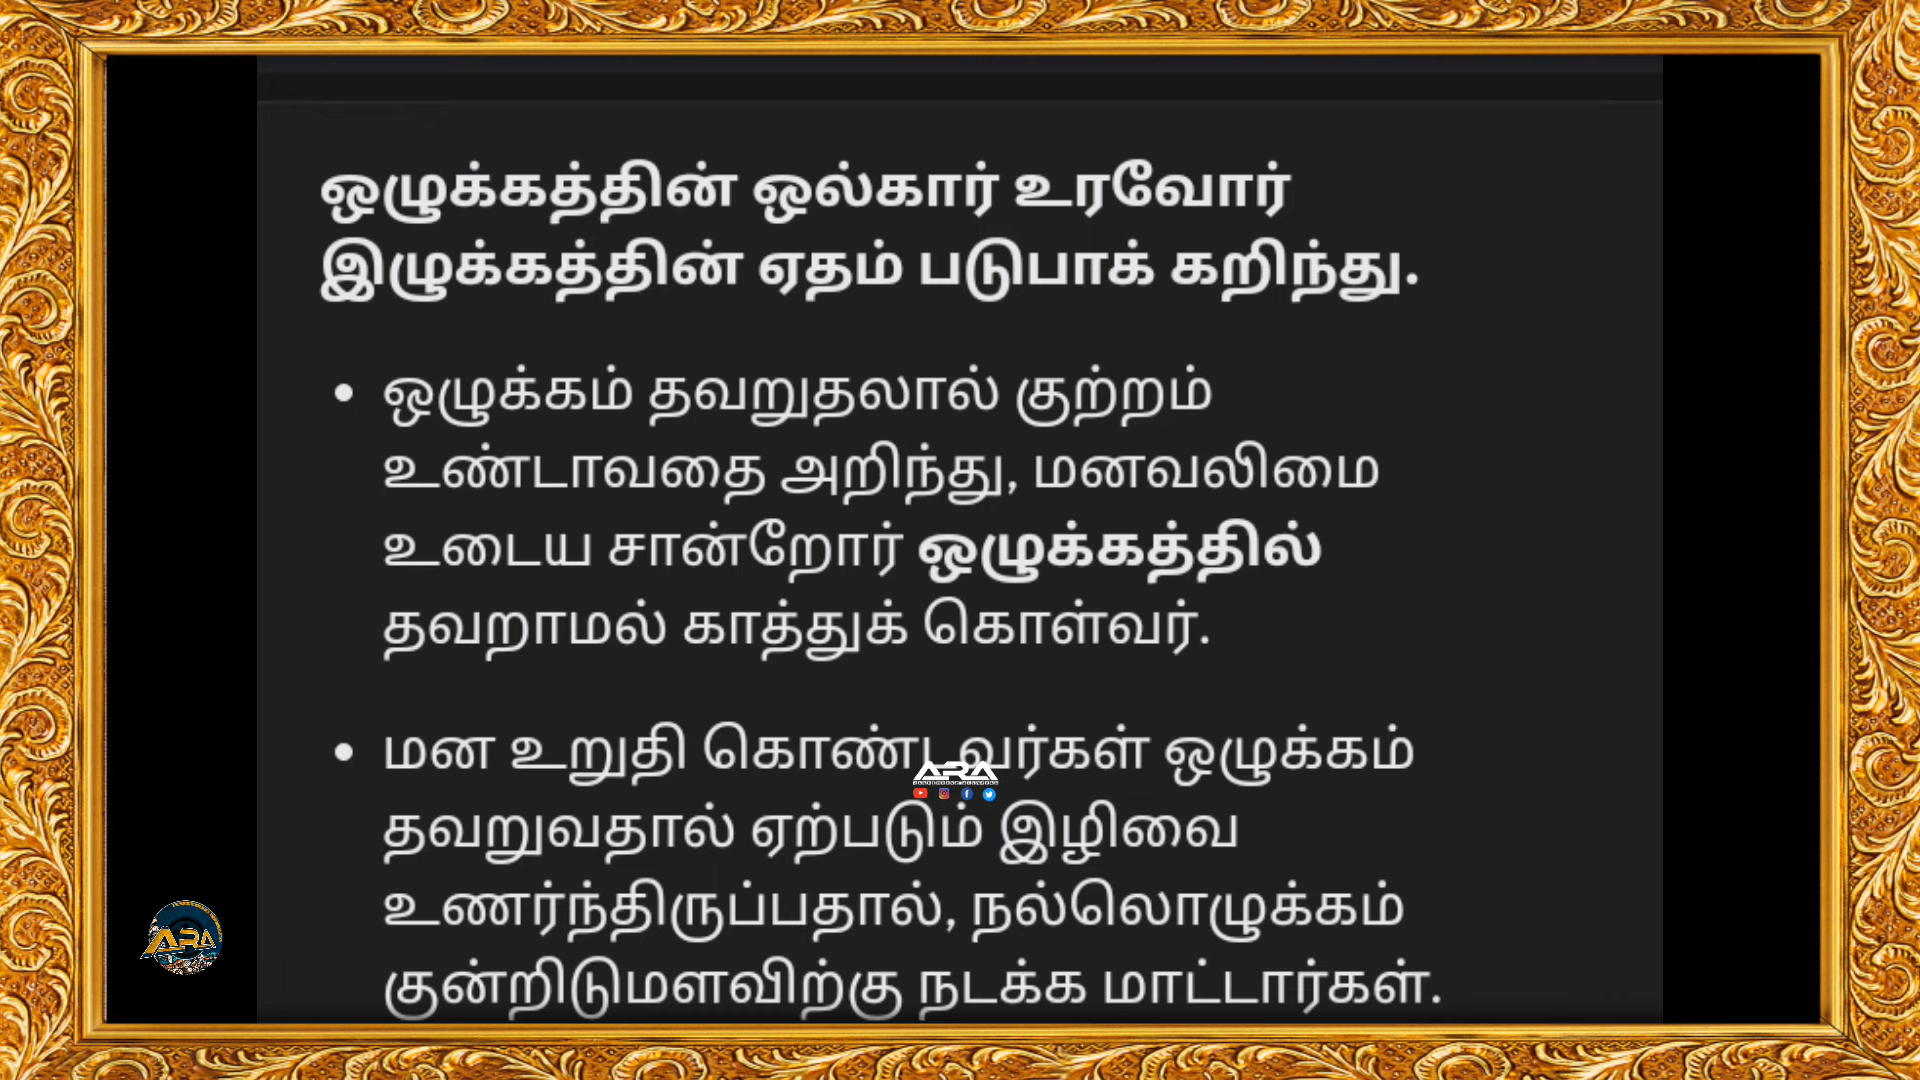 ஒழுக்கத்தின் ஒல்கார் உரவோர்
இழுக்கத்தின் ஏதம் படுபாக் கறிந்து.
• ஒழுக்கம் தவறுதலால் குற்றம்
உண்டாவதை அறிந்து, மனவலிமை
உடைய சான்றோர் ஒழுக்கத்தில்
தவறாமல் காத்துக் கொள்வர்.
• மன உறுதி கொண்டவர்கள் ஒழுக்கம்
ARA
தவறுவதால் ஏற்படும் இழிவை
உணர்ந்திருப்பதால், நல்லொழுக்கம்
ARA
குன்றிடுமளவிற்கு நடக்க மாட்டார்கள்.